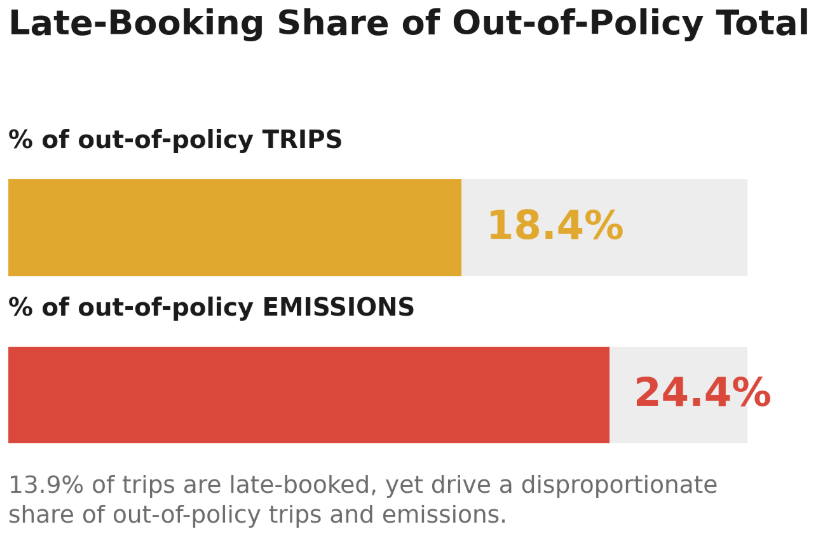 Late-Booking Share of Out-of-Policy Total
% of out-of-policy TRIPS
18.4%
% of out-of-policy EMISSIONS
24.4%
13.9% of trips are late-booked, yet drive a disproportionate
share of out-of-policy trips and emissions.